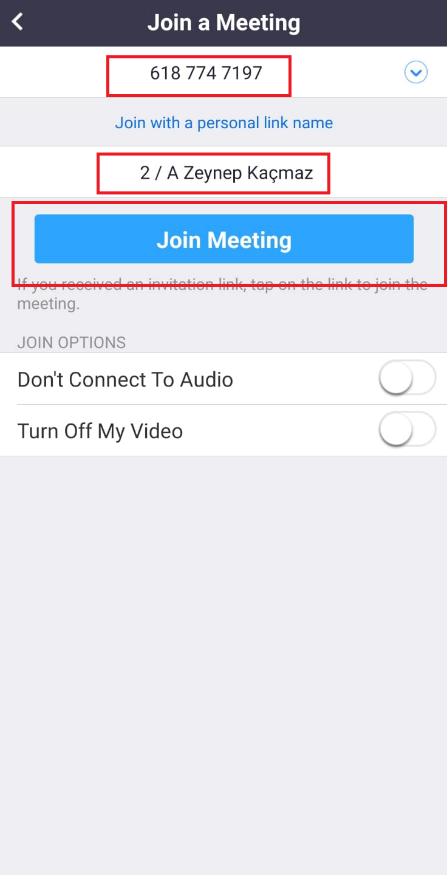 Join a Meeting
618 774 7197
Join with a personal link name
2 / A Zeynep Kaçmaz
Join Meeting
If you received an invitation link, tap on the link to join the
meeting.
JOIN OPTIONS
Don't Connect To Audio
Turn Off My Video